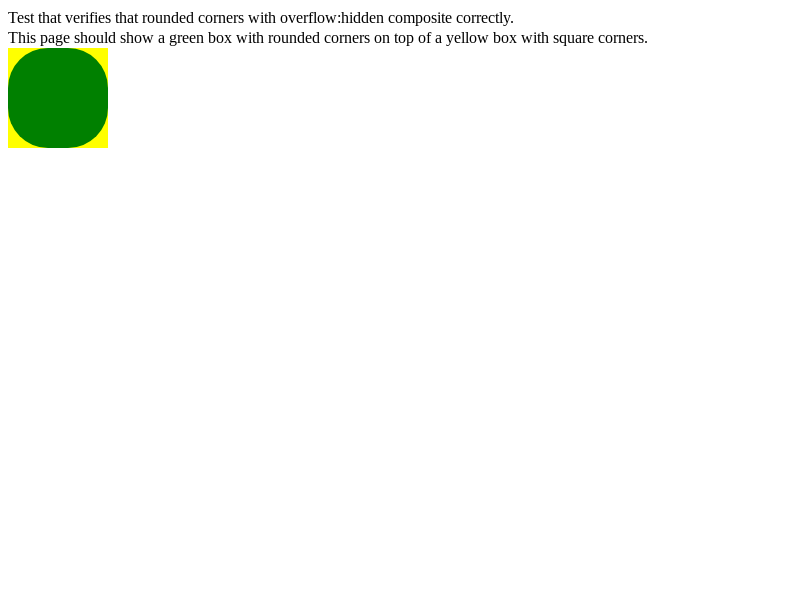 Test that verifies that rounded corners with overflow:hidden composite correctly.
This page should show a green box with rounded corners on top of a yellow box with square corners.